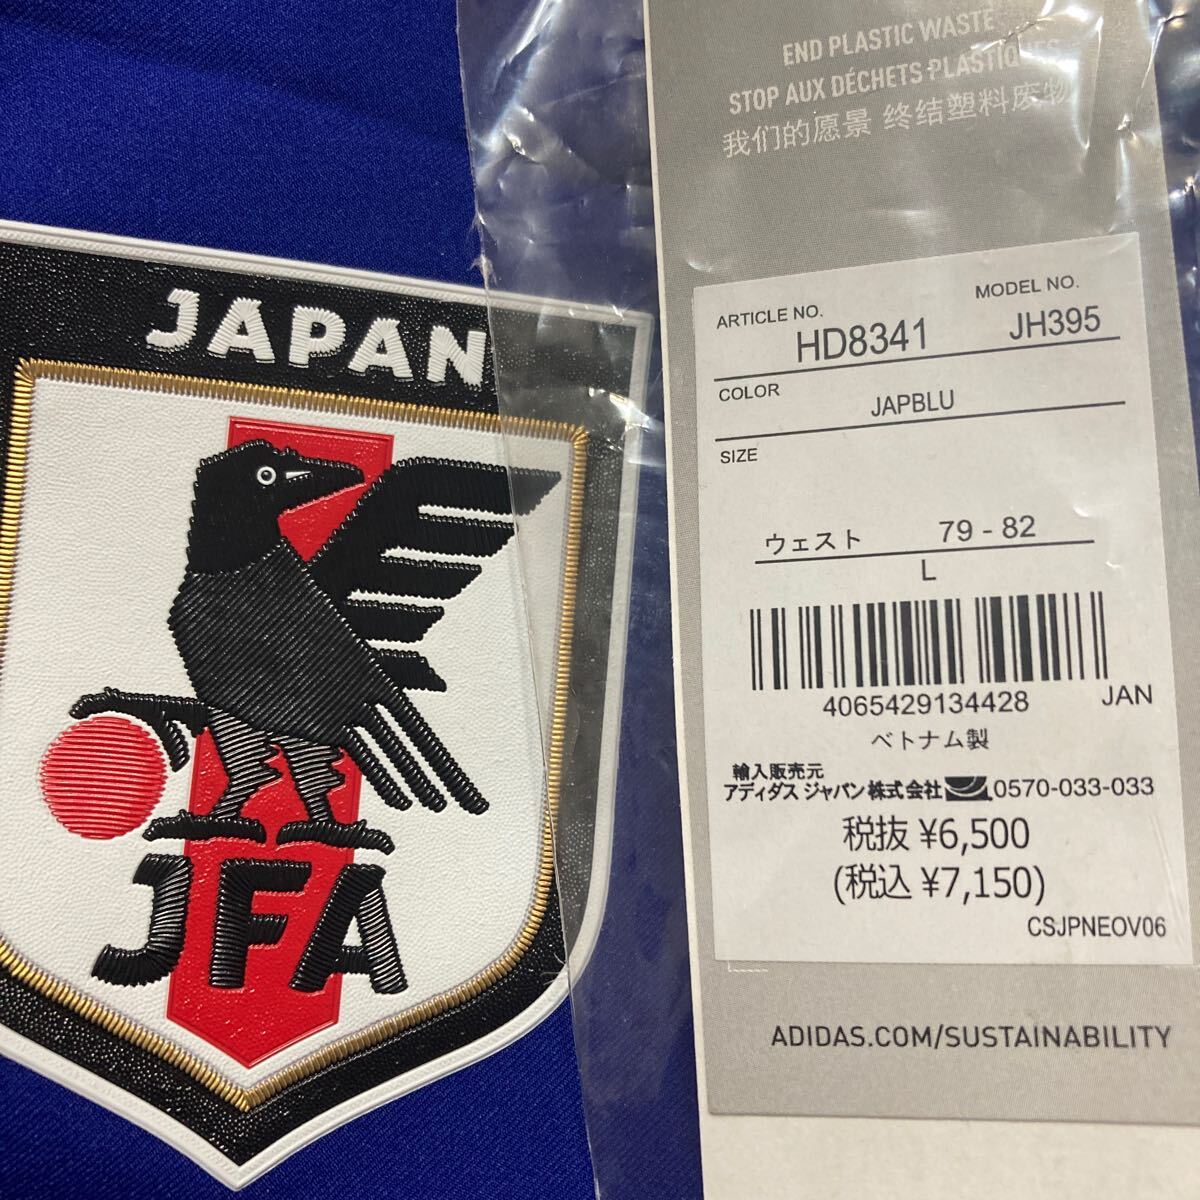 JAPAN
JFA
END PLASTIC WASTE
STOP AUX DÉCHETS PLASTIQUES
我们的愿景 终结塑料废物
ARTICLE NO.
MODEL NO.
HD8341
JH395
COLOR
JAPBLU
SIZE
ウェスト 79 - 82
L
4065429134428
JAN
ベトナム製
輸入販売元
アディダス ジャパン株式会社 0570-033-033
税抜 ¥6,500
(税込 ¥7,150)
CSJPNEOV06
ADIDAS.COM/SUSTAINABILITY